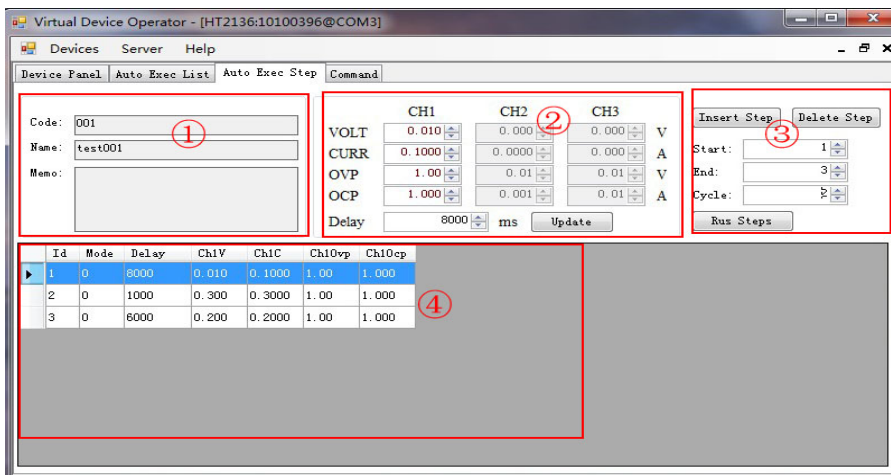 Virtual Device Operator - [HT2136:10100396@COM3]
Devices Server Help
Device Panel Auto Exec List Auto Exec Step Command
①
Code: 001
Name: test001
Memo:
②
CH1 CH2 CH3
VOLT 0.010 0.000 0.000 V
CURR 0.1000 0.0000 0.000 A
OVP 1.00 0.01 0.01 V
OCP 1.000 0.001 0.01 A
Delay 8000 ms Update
③
Insert Step Delete Step
Start: 1
End: 3
Cycle:
Rus Steps
④
Id Mode Delay Ch1V Ch1C Ch1Ovp Ch1Ocp
1 0 8000 0.010 0.1000 1.00 1.000
2 0 1000 0.300 0.3000 1.00 1.000
3 0 6000 0.200 0.2000 1.00 1.000